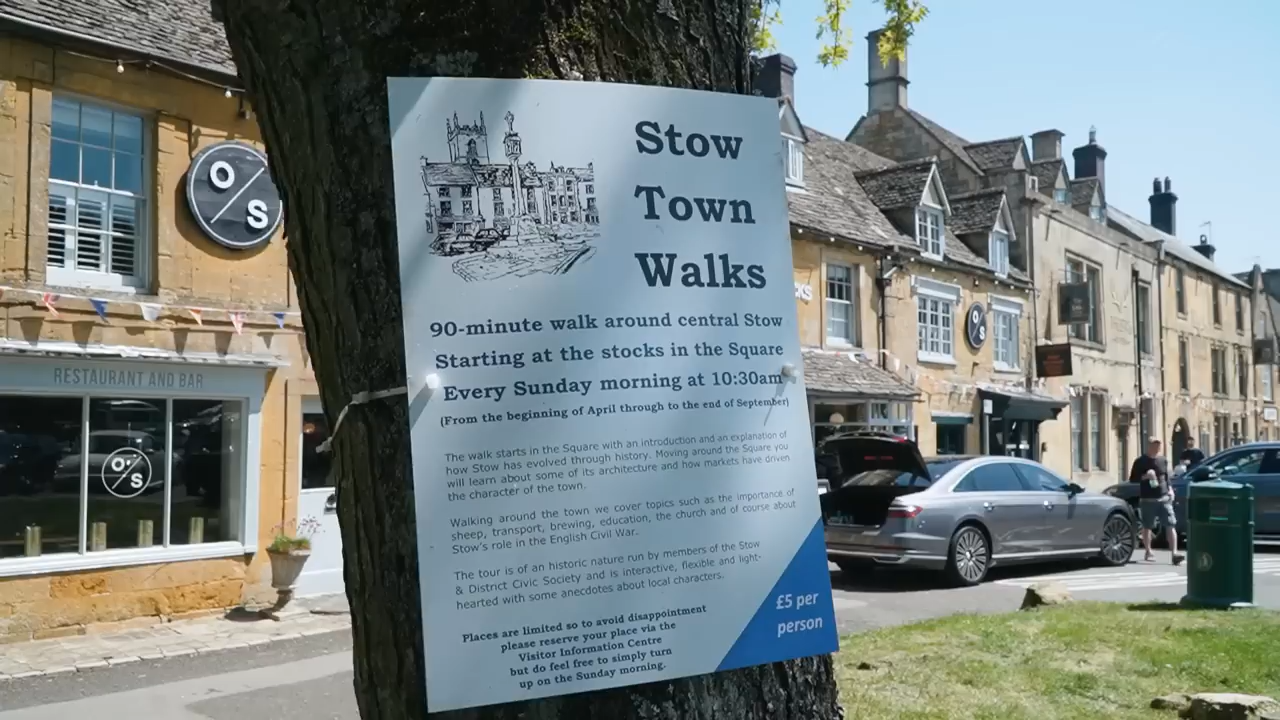 Stow
Town
Walks
90-minute walk around central Stow
Starting at the stocks in the Square
Every Sunday morning at 10:30am
(From the beginning of April through to the end of September)
The walk starts in the Square with an introduction and an explanation of
how Stow has evolved through history. Moving around the Square you
will learn about some of its architecture and how markets have driven
the character of the town.
Walking around the town we cover topics such as the importance of
sheep, transport, brewing, education, the church and of course about
Stow's role in the English Civil War.
The tour is of an historic nature run by members of the Stow
& District Civic Society and is interactive, flexible and light-
hearted with some anecdotes about local characters.
Places are limited so to avoid disappointment
please reserve your place via the
Visitor Information Centre
but do feel free to simply turn
up on the Sunday morning.
£5 per
person
O/S
RESTAURANT AND BAR
O/S
O/S